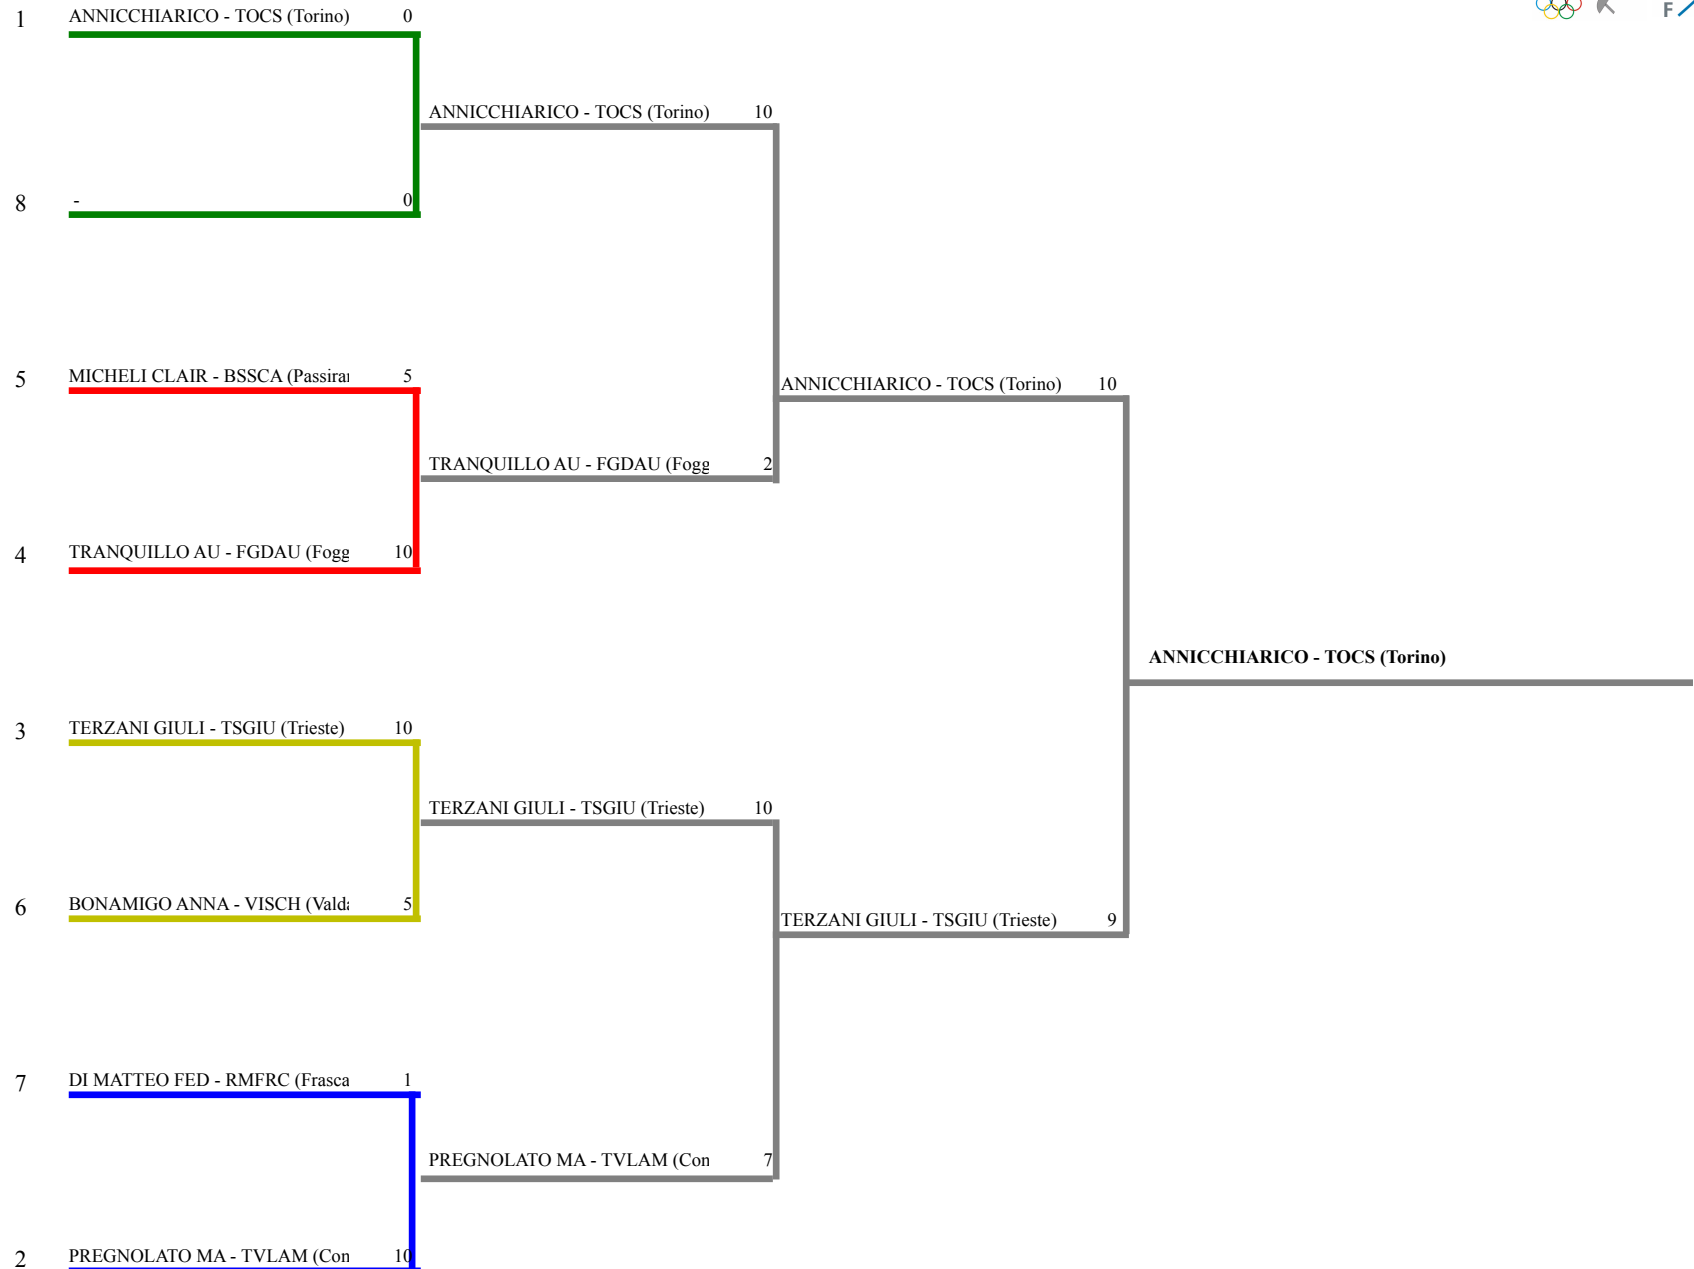 F
1 ANNICCHIARICO - TOCS (Torino) 0
ANNICCHIARICO - TOCS (Torino) 10
8 - 0
5 MICHELI CLAIR - BSSCA (Passira 5
ANNICCHIARICO - TOCS (Torino) 10
TRANQUILLO AU - FGDAU (Fogg 2
4 TRANQUILLO AU - FGDAU (Fogg 10
ANNICCHIARICO - TOCS (Torino)
3 TERZANI GIULI - TSGIU (Trieste) 10
TERZANI GIULI - TSGIU (Trieste) 10
6 BONAMIGO ANNA - VISCH (Valda 5
TERZANI GIULI - TSGIU (Trieste) 9
7 DI MATTEO FED - RMFRC (Frasca 1
PREGNOLATO MA - TVLAM (Con 7
2 PREGNOLATO MA - TVLAM (Con 10